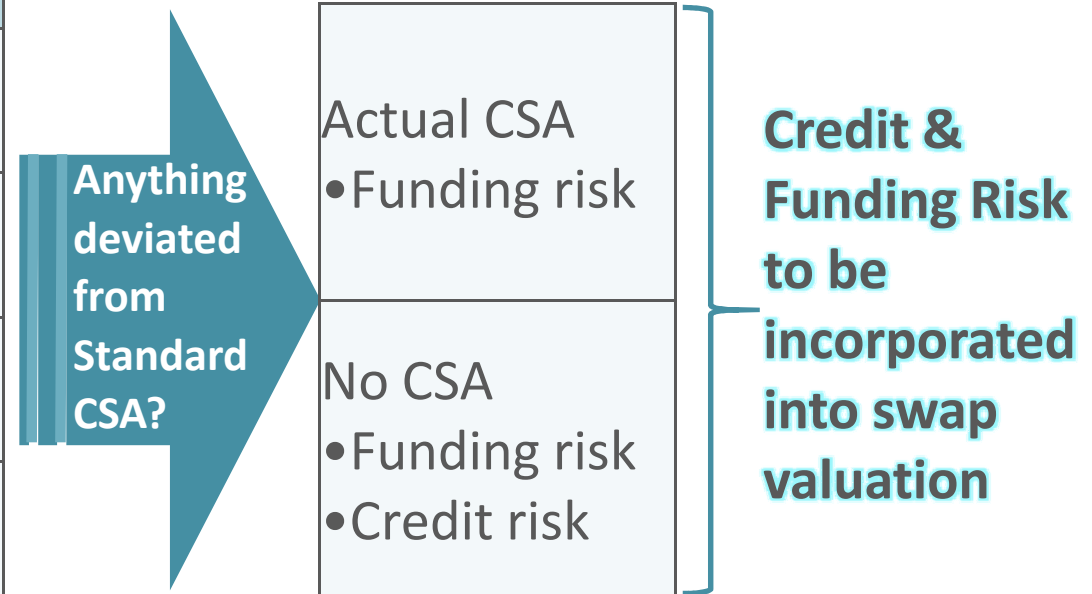 Anything
deviated
from
Standard
CSA?
Actual CSA
•Funding risk
No CSA
•Funding risk
•Credit risk
Credit &
Funding Risk
to be
incorporated
into swap
valuation